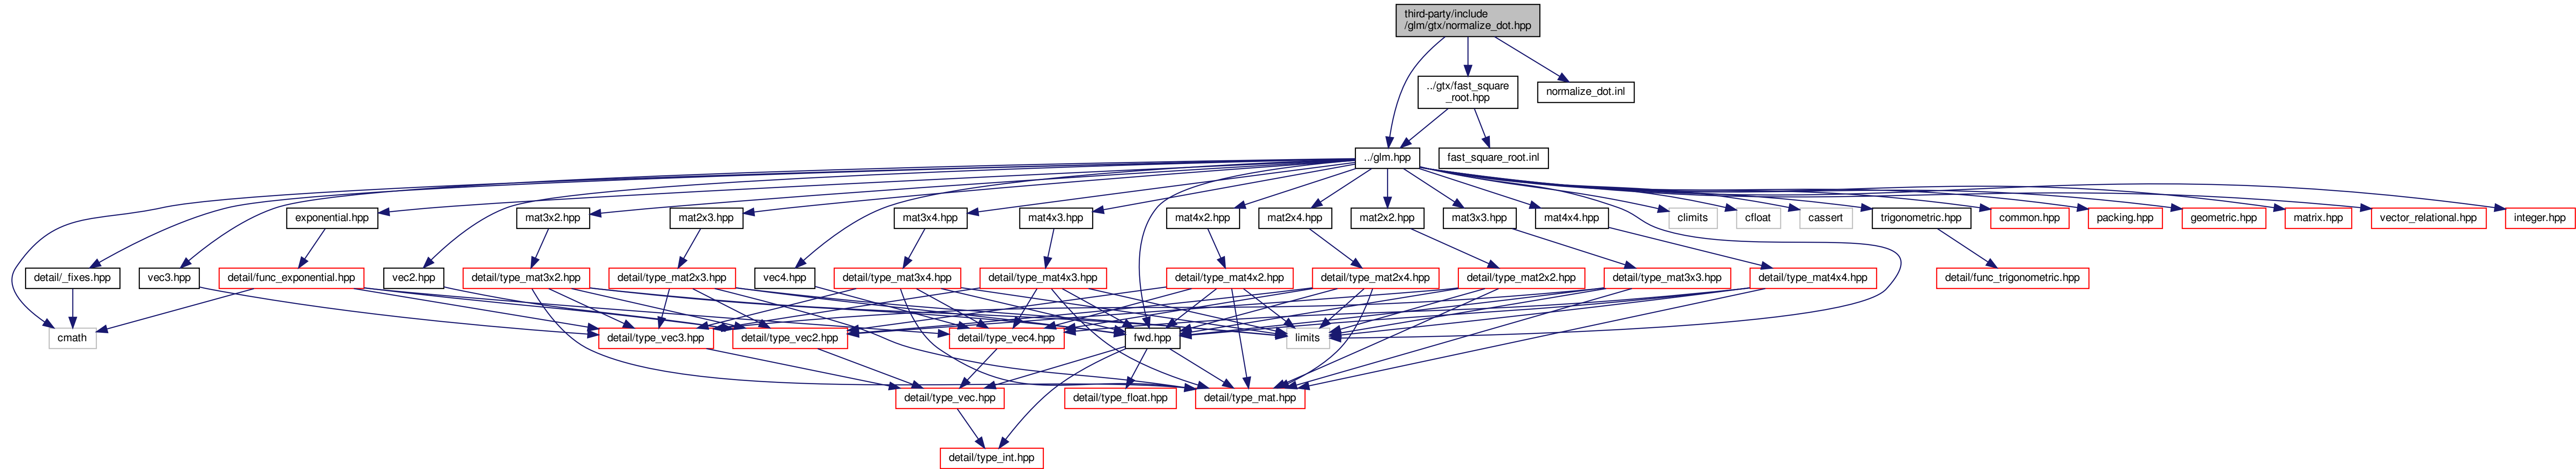 third-party/include
/glm/gtx/normalize_dot.hpp
../gtx/fast_square
_root.hpp
normalize_dot.inl
../glm.hpp
fast_square_root.inl
exponential.hpp
mat3x2.hpp
mat2x3.hpp
mat3x4.hpp
mat4x3.hpp
mat4x2.hpp
mat2x4.hpp
mat2x2.hpp
mat3x3.hpp
mat4x4.hpp
climits
cfloat
cassert
trigonometric.hpp
common.hpp
packing.hpp
geometric.hpp
matrix.hpp
vector_relational.hpp
integer.hpp
detail/_fixes.hpp
vec3.hpp
detail/func_exponential.hpp
vec2.hpp
detail/type_mat3x2.hpp
detail/type_mat2x3.hpp
vec4.hpp
detail/type_mat3x4.hpp
detail/type_mat4x3.hpp
detail/type_mat4x2.hpp
detail/type_mat2x4.hpp
detail/type_mat2x2.hpp
detail/type_mat3x3.hpp
detail/type_mat4x4.hpp
detail/func_trigonometric.hpp
cmath
detail/type_vec3.hpp
detail/type_vec2.hpp
detail/type_vec4.hpp
fwd.hpp
limits
detail/type_vec.hpp
detail/type_float.hpp
detail/type_mat.hpp
detail/type_int.hpp